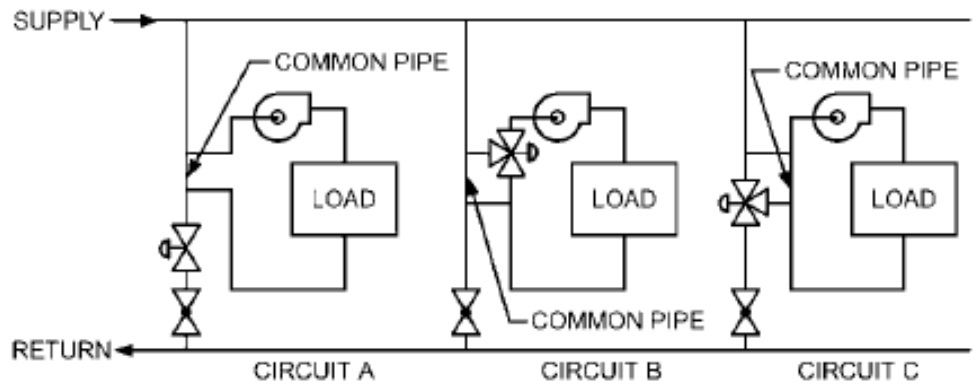 SUPPLY
COMMON PIPE
COMMON PIPE
LOAD
LOAD
LOAD
COMMON PIPE
RETURN
CIRCUIT A
CIRCUIT B
CIRCUIT C